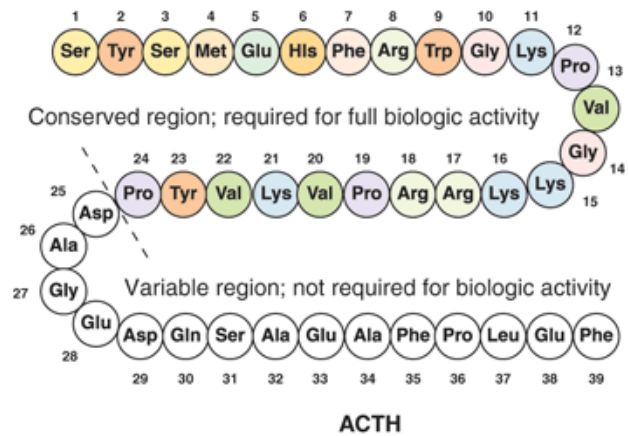 1 2 3 4 5 6 7 8 9 10 11
Ser Tyr Ser Met Glu His Phe Arg Trp Gly Lys
12
Pro
13
Val
Conserved region; required for full biologic activity
Gly
14
Lys
15
24 23 22 21 20 19 18 17 16
Pro Tyr Val Lys Val Pro Arg Arg Lys
25
Asp
26
Ala
27
Gly
Variable region; not required for biologic activity
Glu
28
Asp Gln Ser Ala Glu Ala Phe Pro Leu Glu Phe
29 30 31 32 33 34 35 36 37 38 39
ACTH